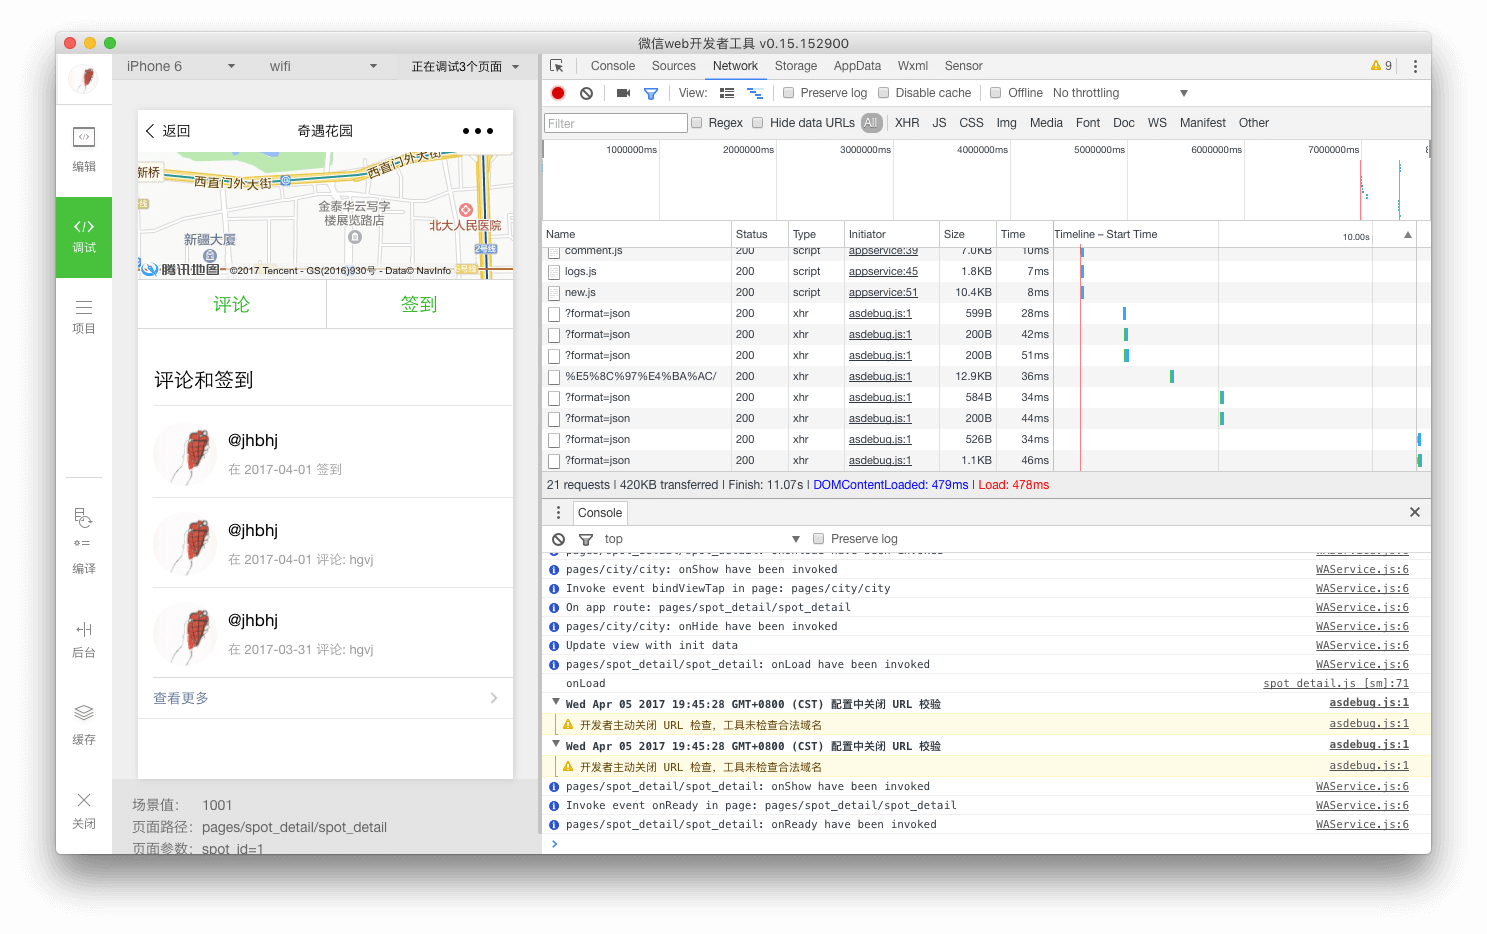 微信web开发者工具 v0.15.152900
iPhone 6
wifi
正在调试3个页面
编辑
调试
项目
编译
后台
缓存
关闭
返回
奇遇花园
新桥
西直门外大街
西直门外大街
金泰华云写字
楼展览路店
北大人民医院
新疆大厦
2号线
腾讯地图
©2017 Tencent - GS(2016)930号 - Data© NavInfo
评论
签到
评论和签到
@jhbhj
在 2017-04-01 签到
@jhbhj
在 2017-04-01 评论: hgvj
@jhbhj
在 2017-03-31 评论: hgvj
查看更多
场景值: 1001
页面路径: pages/spot_detail/spot_detail
页面参数: spot_id=1
Console Sources Network Storage AppData Wxml Sensor
9
View: Preserve log Disable cache Offline No throttling
Filter Regex Hide data URLs All XHR JS CSS Img Media Font Doc WS Manifest Other
1000000ms 2000000ms 3000000ms 4000000ms 5000000ms 6000000ms 7000000ms
Name Status Type Initiator Size Time Timeline – Start Time 10.00s
comment.js 200 script appservice:39 7.0KB 10ms
logs.js 200 script appservice:45 1.8KB 7ms
new.js 200 script appservice:51 10.4KB 8ms
?format=json 200 xhr asdebug.js:1 599B 28ms
?format=json 200 xhr asdebug.js:1 200B 42ms
?format=json 200 xhr asdebug.js:1 200B 51ms
%E5%8C%97%E4%BA%AC/ 200 xhr asdebug.js:1 12.9KB 36ms
?format=json 200 xhr asdebug.js:1 584B 34ms
?format=json 200 xhr asdebug.js:1 200B 44ms
?format=json 200 xhr asdebug.js:1 526B 34ms
?format=json 200 xhr asdebug.js:1 1.1KB 46ms
21 requests | 420KB transferred | Finish: 11.07s | DOMContentLoaded: 479ms | Load: 478ms
Console
top Preserve log
pages/city/city: onShow have been invoked WAService.js:6
Invoke event bindViewTap in page: pages/city/city WAService.js:6
On app route: pages/spot_detail/spot_detail WAService.js:6
pages/city/city: onHide have been invoked WAService.js:6
Update view with init data WAService.js:6
pages/spot_detail/spot_detail: onLoad have been invoked WAService.js:6
onLoad spot_detail.js [sm]:71
Wed Apr 05 2017 19:45:28 GMT+0800 (CST) 配置中关闭 URL 校验 asdebug.js:1
开发者主动关闭 URL 检查，工具未检查合法域名 asdebug.js:1
Wed Apr 05 2017 19:45:28 GMT+0800 (CST) 配置中关闭 URL 校验 asdebug.js:1
开发者主动关闭 URL 检查，工具未检查合法域名 asdebug.js:1
pages/spot_detail/spot_detail: onShow have been invoked WAService.js:6
Invoke event onReady in page: pages/spot_detail/spot_detail WAService.js:6
pages/spot_detail/spot_detail: onReady have been invoked WAService.js:6